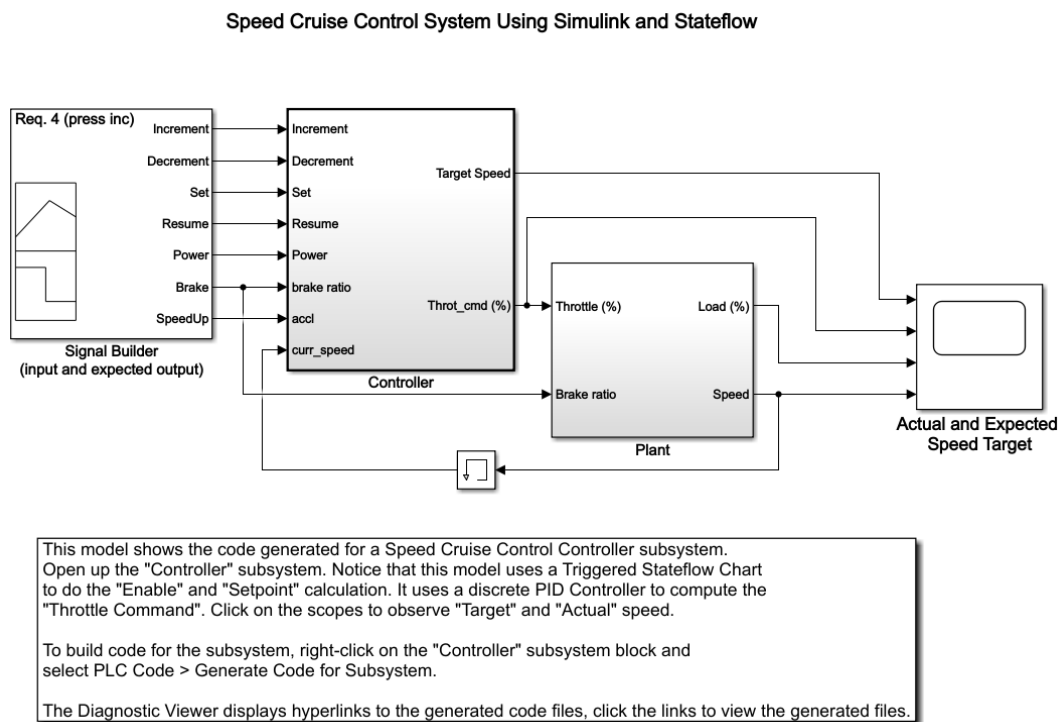 Speed Cruise Control System Using Simulink and Stateflow
Req. 4 (press inc)
Increment
Decrement
Set
Resume
Power
Brake
SpeedUp
Signal Builder
(input and expected output)
Increment
Decrement
Set
Resume
Power
brake ratio
accl
curr_speed
Target Speed
Throt_cmd (%)
Controller
Throttle (%)
Brake ratio
Load (%)
Speed
Plant
Actual and Expected
Speed Target
This model shows the code generated for a Speed Cruise Control Controller subsystem.
Open up the "Controller" subsystem. Notice that this model uses a Triggered Stateflow Chart
to do the "Enable" and "Setpoint" calculation. It uses a discrete PID Controller to compute the
"Throttle Command". Click on the scopes to observe "Target" and "Actual" speed.
To build code for the subsystem, right-click on the "Controller" subsystem block and
select PLC Code > Generate Code for Subsystem.
The Diagnostic Viewer displays hyperlinks to the generated code files, click the links to view the generated files.